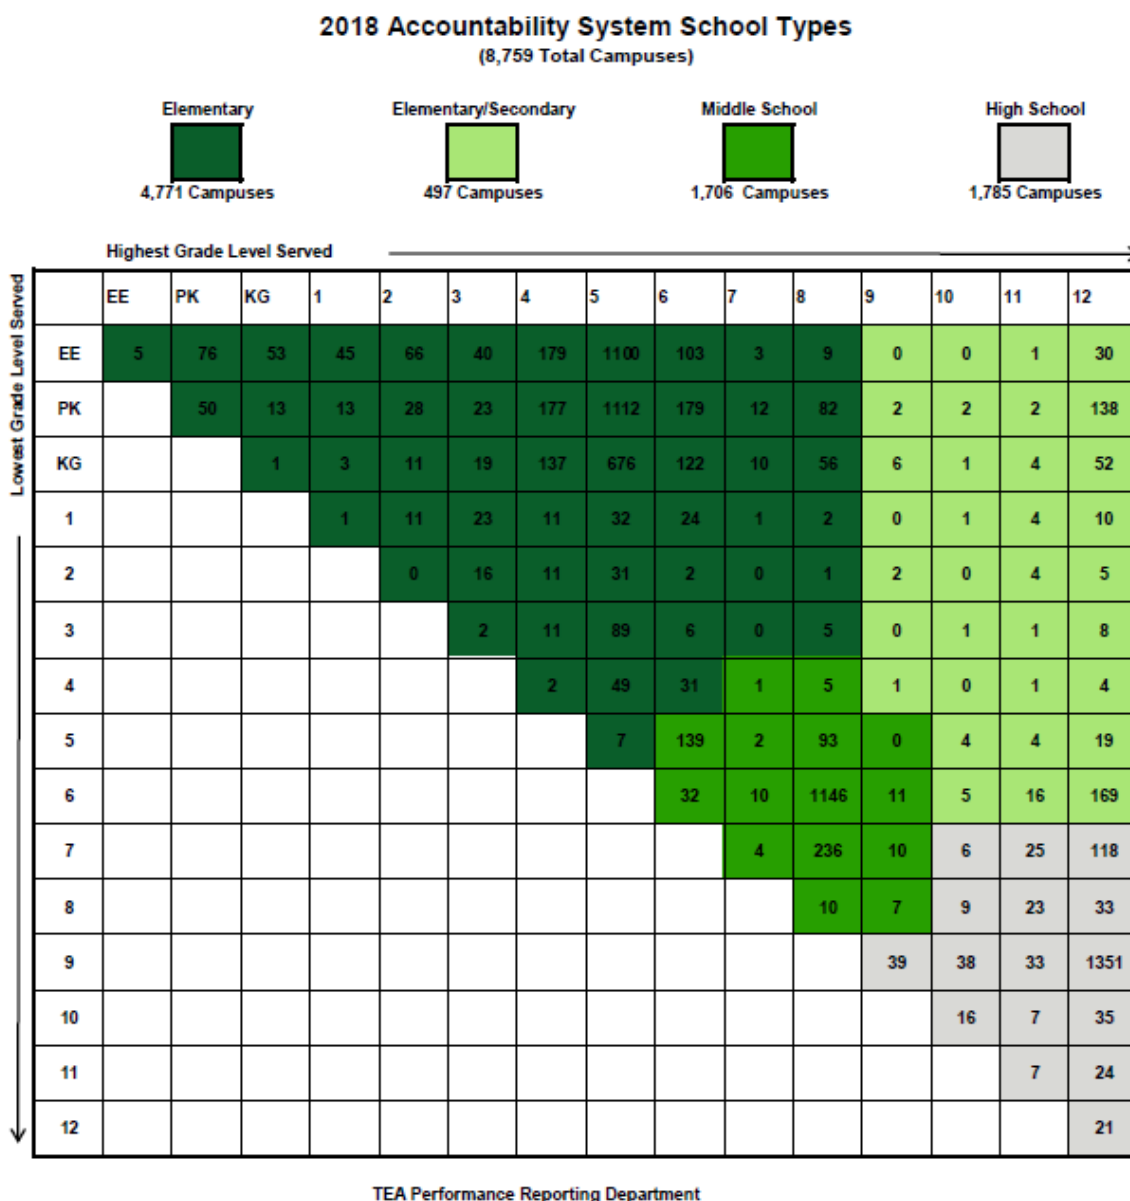 2018 Accountability System School Types
(8,759 Total Campuses)
Elementary Elementary/Secondary Middle School High School
4,771 Campuses 497 Campuses 1,706 Campuses 1,785 Campuses
Highest Grade Level Served
Lowest Grade Level Served
EE PK KG 1 2 3 4 5 6 7 8 9 10 11 12
EE 5 76 53 45 66 40 179 1100 103 3 9 0 0 1 30
PK 50 13 13 28 23 177 1112 179 12 82 2 2 2 138
KG 1 3 11 19 137 676 122 10 56 6 1 4 52
1 1 11 23 11 32 24 1 2 0 1 4 10
2 0 16 11 31 2 0 1 2 0 4 5
3 2 11 89 6 0 5 0 1 1 8
4 2 49 31 1 5 1 0 1 4
5 7 139 2 93 0 4 4 19
6 32 10 1146 11 5 16 169
7 4 236 10 6 25 118
8 10 7 9 23 33
9 39 38 33 1351
10 16 7 35
11 7 24
12 21
TEA Performance Reporting Department